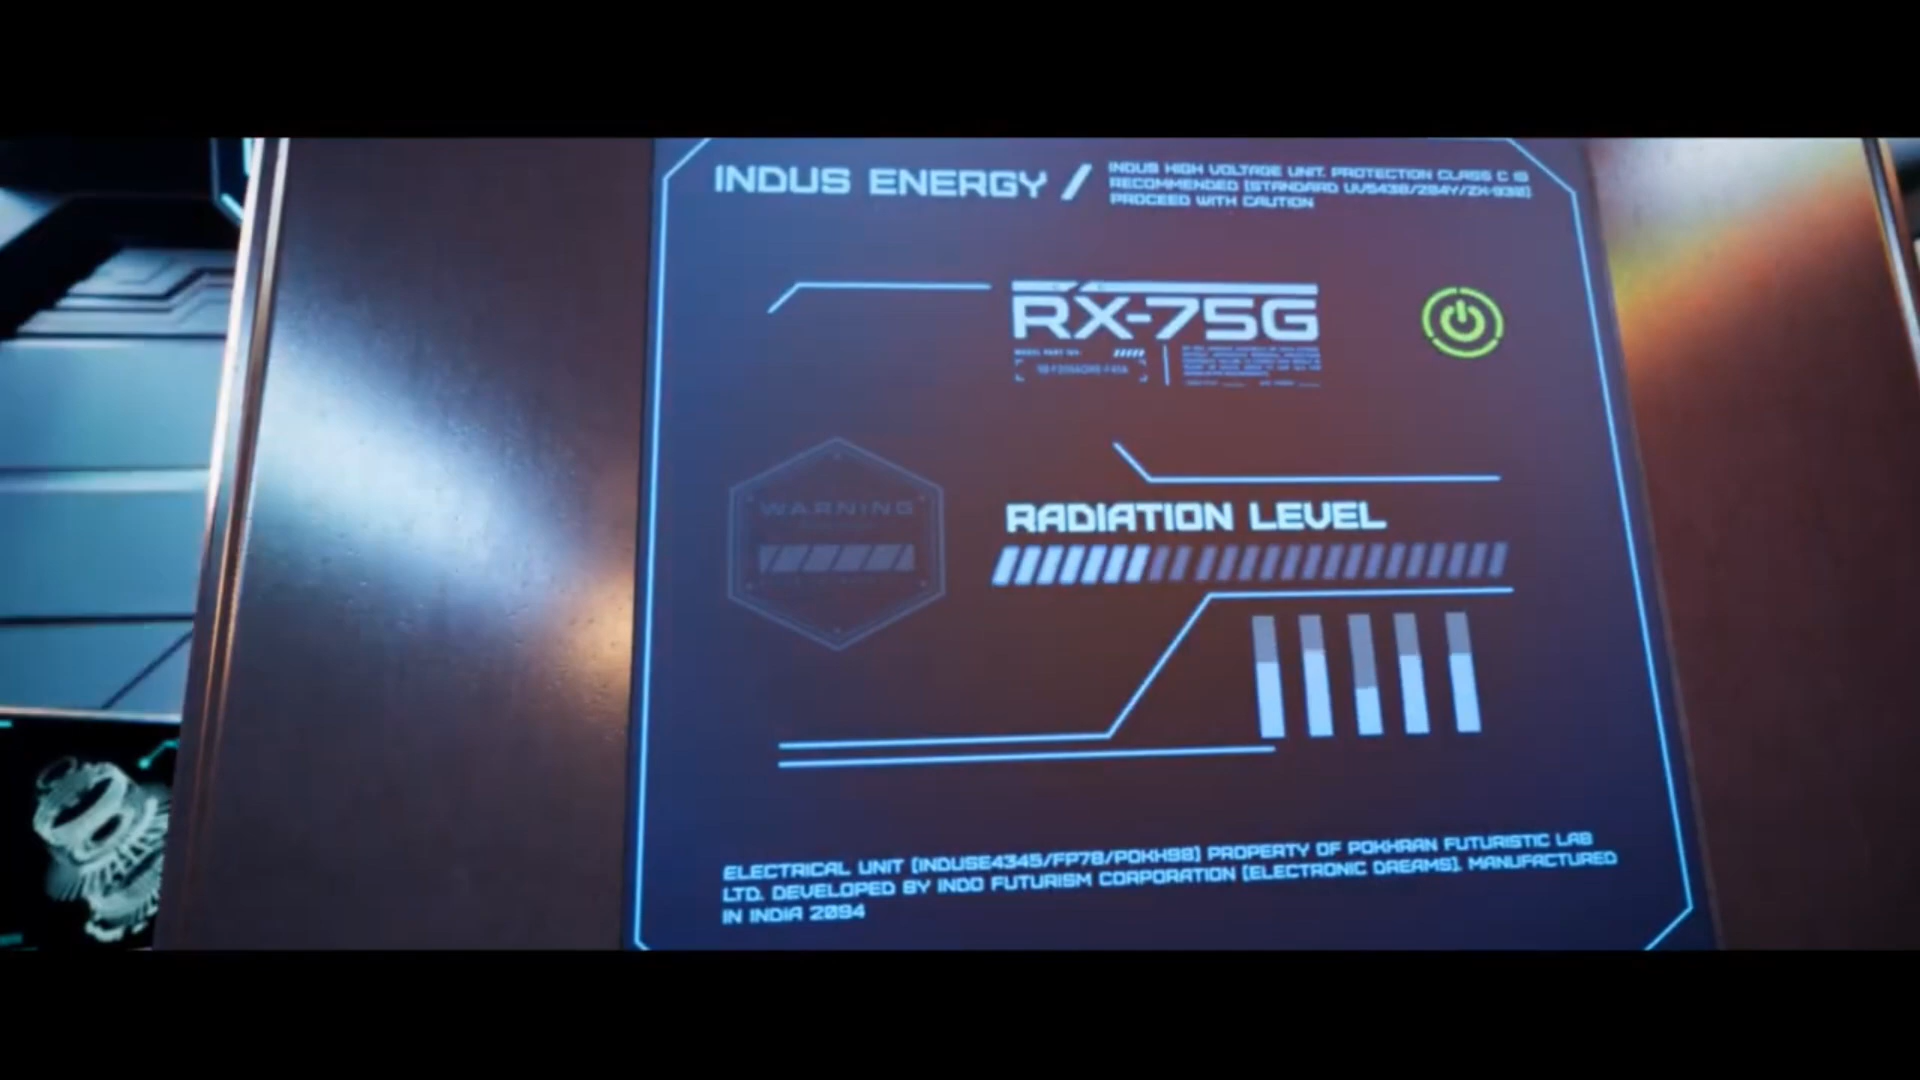 INDUS ENERGY /
INDUS HIGH VOLTAGE UNIT. PROTECTION CLASS C IS
RECOMMENDED (STANDARD
PROCEED WITH CAUTION
RX-75G
WARNING
RADIATION LEVEL
ELECTRICAL UNIT (INDUSE4345/FP78/POKH98) PROPERTY OF POKHRAN FUTURISTIC LAB
LTD. DEVELOPED BY INDO FUTURISM CORPORATION (ELECTRONIC DREAMS). MANUFACTURED
IN INDIA 2094